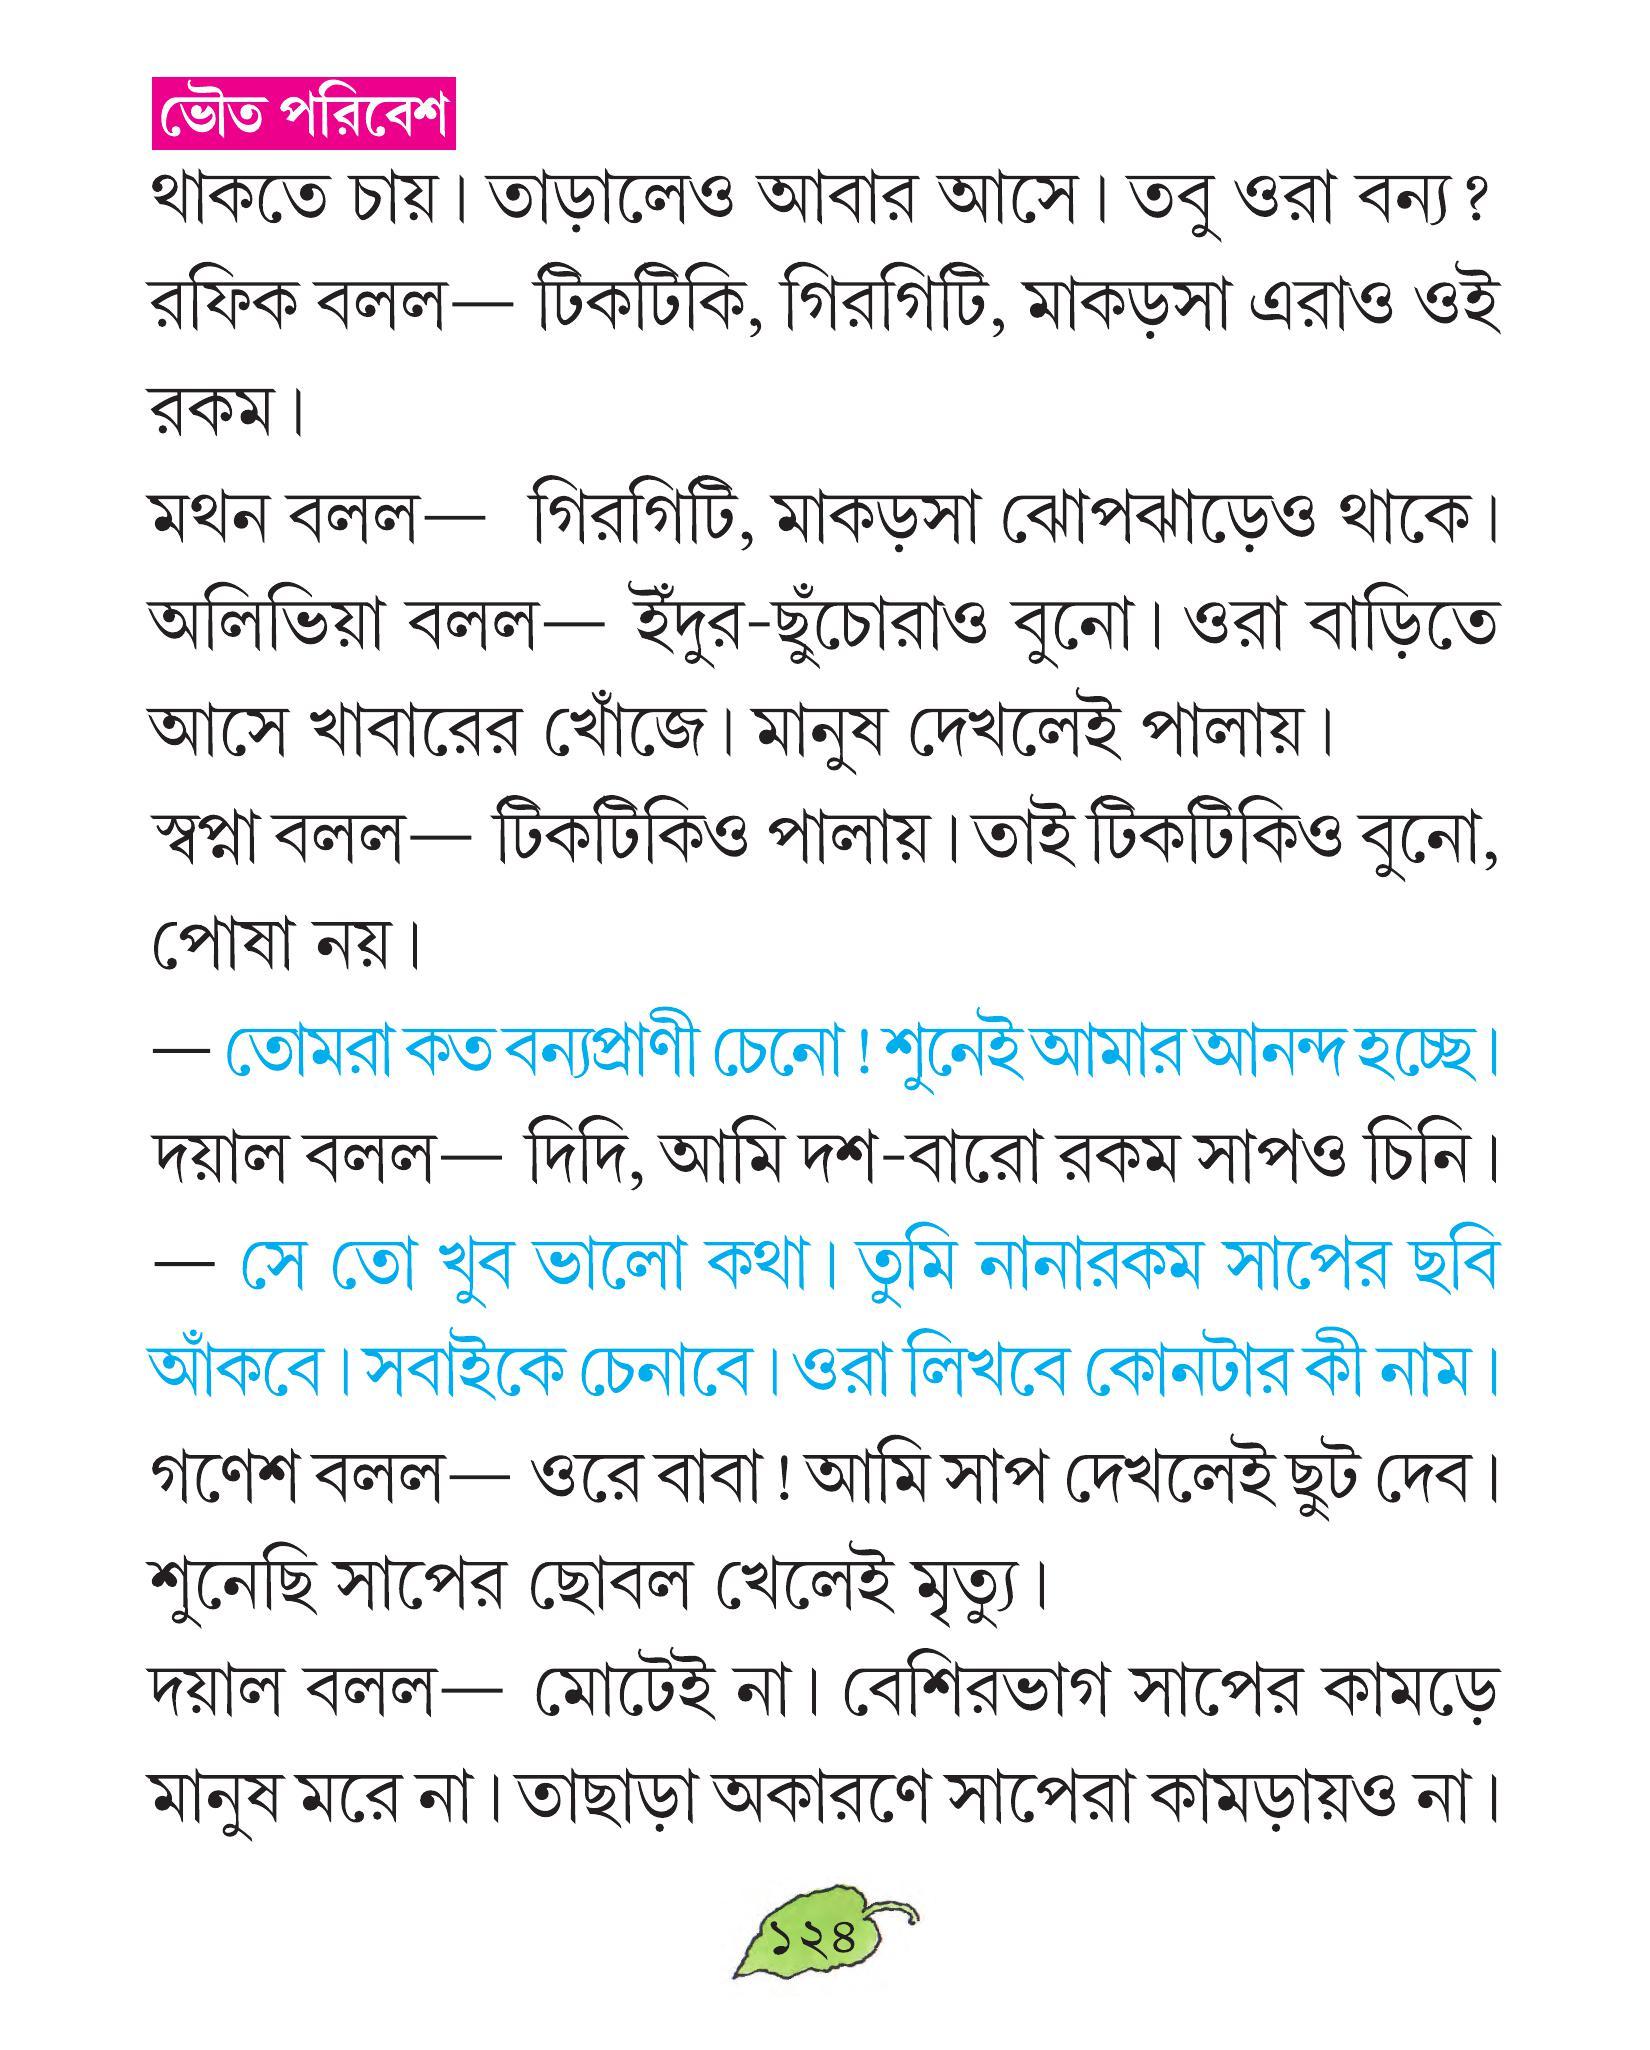 ভৌত পরিবেশ
থাকতে চায়। তাড়ালেও আবার আসে। তবু ওরা বন্য?
রফিক বলল— টিকটিকি, গিরগিটি, মাকড়সা এরাও ওই
রকম।
মথন বলল— গিরগিটি, মাকড়সা ঝোপঝাড়েও থাকে।
অলিভিয়া বলল— ইঁদুর-ছুঁচোরাও বুনো। ওরা বাড়িতে
আসে খাবারের খোঁজে। মানুষ দেখলেই পালায়।
স্বপ্না বলল— টিকটিকিও পালায়। তাই টিকটিকিও বুনো,
পোষা নয়।
— তোমরা কত বন্যপ্রাণী চেনো! শুনেই আমার আনন্দ হচ্ছে।
দয়াল বলল— দিদি, আমি দশ-বারো রকম সাপও চিনি।
— সে তো খুব ভালো কথা। তুমি নানারকম সাপের ছবি
আঁকবে। সবাইকে চেনাবে। ওরা লিখবে কোনটার কী নাম।
গণেশ বলল— ওরে বাবা! আমি সাপ দেখলেই ছুট দেব।
শুনেছি সাপের ছোবল খেলেই মৃত্যু।
দয়াল বলল— মোটেই না। বেশিরভাগ সাপের কামড়ে
মানুষ মরে না। তাছাড়া অকারণে সাপেরা কামড়ায়ও না।
১২৪